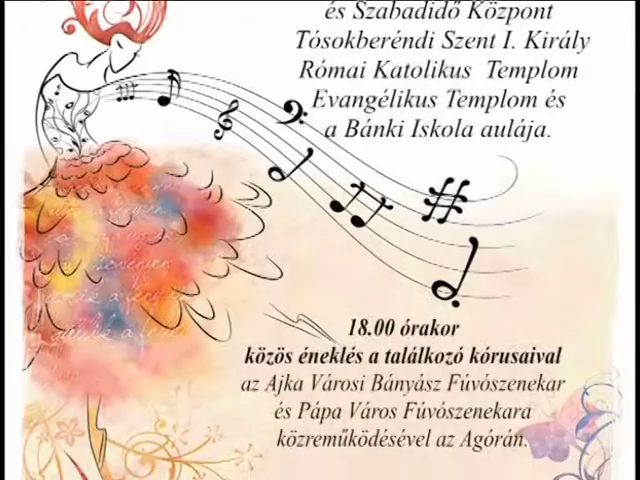 és Szabadidő Központ
Tósokberéndi Szent I. Király
Római Katolikus Templom
Evangélikus Templom és
a Bánki Iskola aulája.
18.00 órakor
közös éneklés a találkozó kórusaival
az Ajka Városi Bányász Fúvószenekar
és Pápa Város Fúvószenekara
közreműködésével az Agórán.